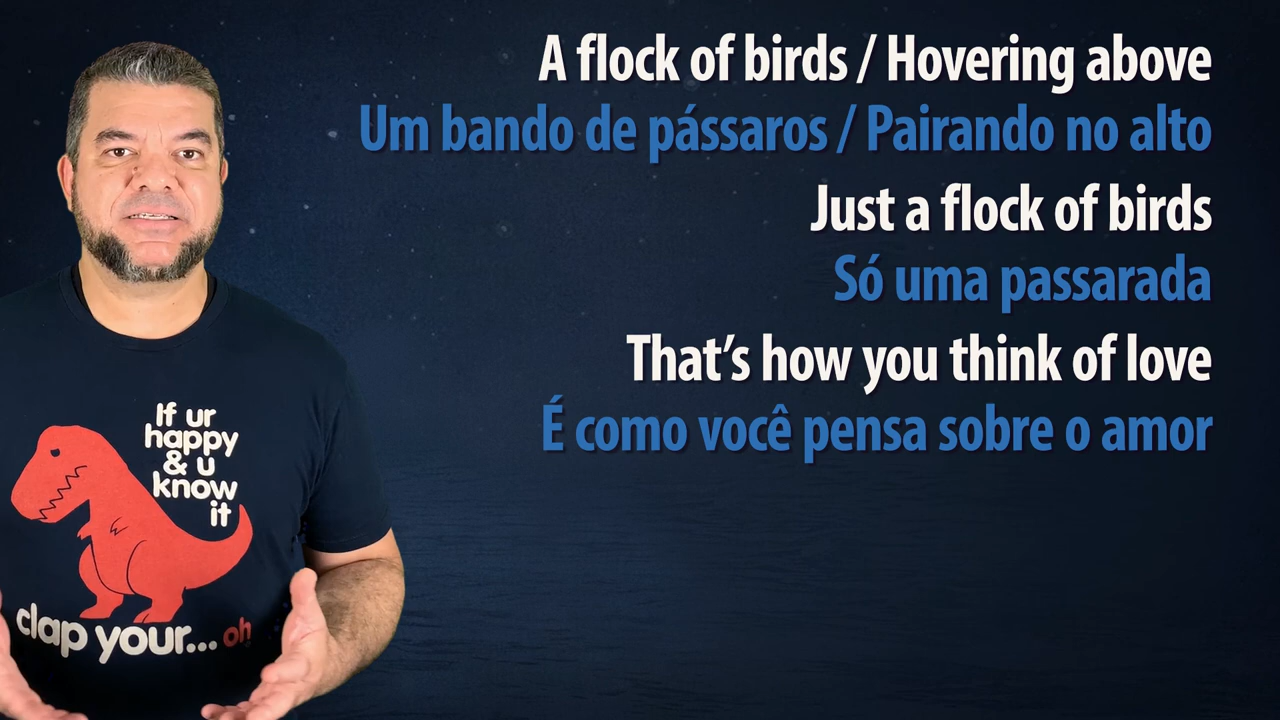 A flock of birds / Hovering above
Um bando de pássaros / Pairando no alto
Just a flock of birds
Só uma passarada
That's how you think of love
É como você pensa sobre o amor
If ur
happy
& u
know
it
clap your... oh